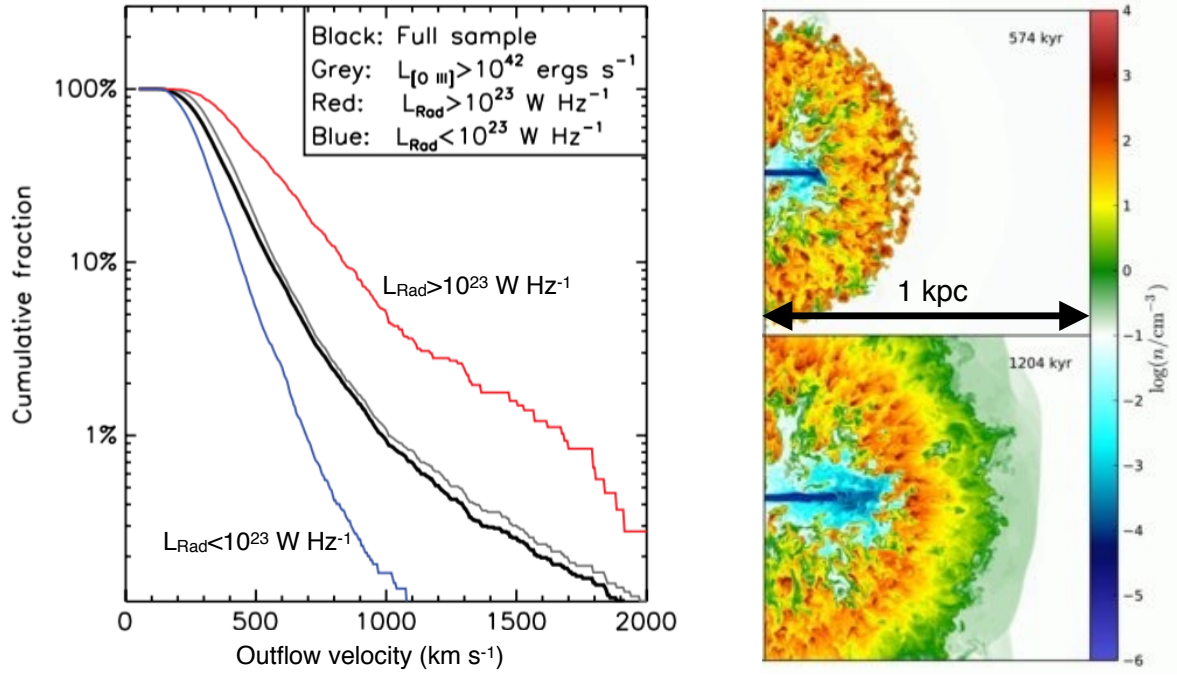 Black: Full sample
Grey: L[O III]>10^42 ergs s^-1
Red: LRad>10^23 W Hz^-1
Blue: LRad<10^23 W Hz^-1
100%
10%
1%
Cumulative fraction
LRad>10^23 W Hz^-1
LRad<10^23 W Hz^-1
0
500
1000
1500
2000
Outflow velocity (km s^-1)
574 kyr
1 kpc
1204 kyr
4
3
2
1
0
−1
−2
−3
−4
−5
−6
log(n/cm^−3)